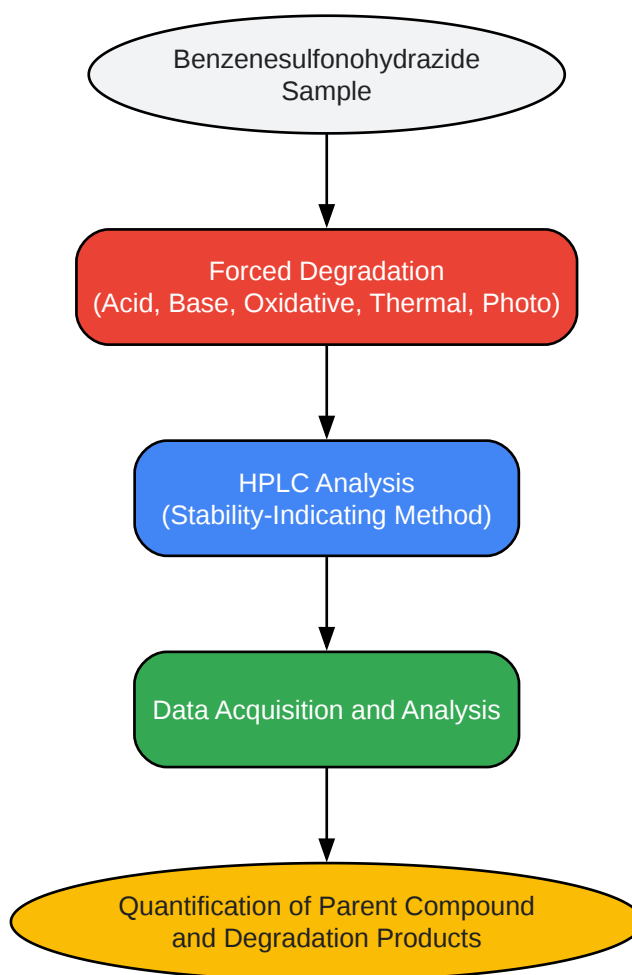 Benzenesulfonohydrazide
Sample
Forced Degradation
(Acid, Base, Oxidative, Thermal, Photo)
HPLC Analysis
(Stability-Indicating Method)
Data Acquisition and Analysis
Quantification of Parent Compound
and Degradation Products